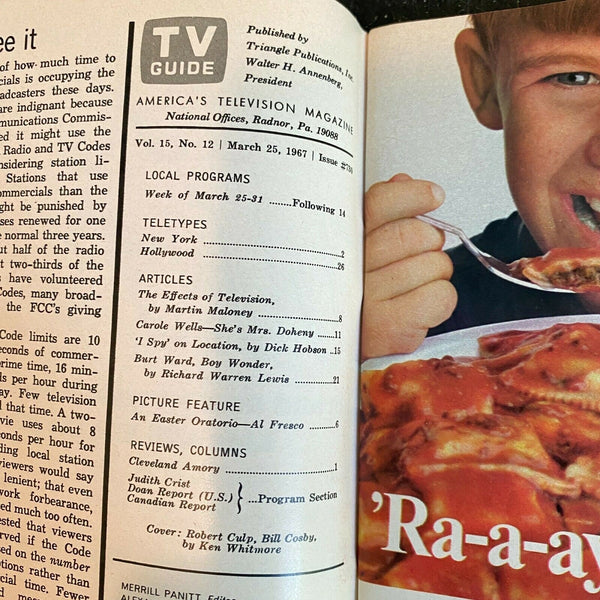 ee it
of how much time to
cials is occupying the
adcasters these days.
are indignant because
munications Commis-
ed it might use the
Radio and TV Codes
nsidering station li-
Stations that use
ommercials than the
ght be punished by
ses renewed for one
e normal three years.
ut half of the radio
t two-thirds of the
s have volunteered
Codes, many broad-
the FCC's giving
Code limits are 10
econds of commer-
rime time, 16 min-
ds per hour during
y. Few television
d that time. A two-
vie uses about 8
conds per hour for
ding local station
viewers would say
lenient; that even
work forbearance,
ed much too often.
ested that viewers
rved if the Code
sed on the number
ptions rather than
cial time. Fewer
TV
GUIDE
Published by
Triangle Publications, Inc.
Walter H. Annenberg,
President
AMERICA'S TELEVISION MAGAZINE
National Offices, Radnor, Pa. 19088
Vol. 15, No. 12 | March 25, 1967 | Issue
LOCAL PROGRAMS
Week of March 25-31 ........Following 14
TELETYPES
New York ........2
Hollywood ........26
ARTICLES
The Effects of Television,
by Martin Maloney ........8
Carole Wells—She's Mrs. Doheny ........11
'I Spy' on Location, by Dick Hobson ..15
Burt Ward, Boy Wonder,
by Richard Warren Lewis ........21
PICTURE FEATURE
An Easter Oratorio—Al Fresco ........6
REVIEWS, COLUMNS
Cleveland Amory ........1
Judith Crist
Doan Report (U.S.)
Canadian Report
...Program Section
Cover: Robert Culp, Bill Cosby,
by Ken Whitmore
MERRILL PANITT, Editor
'Ra-a-ay